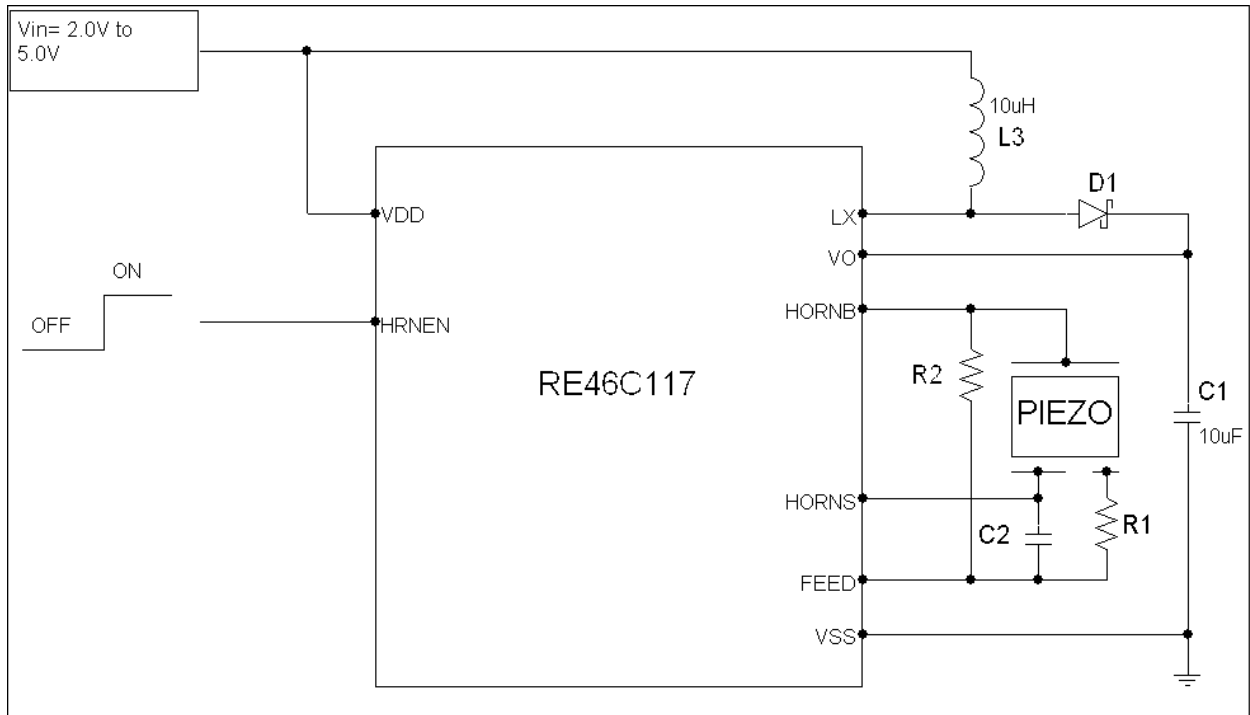 Vin= 2.0V to
5.0V
10uH
L3
D1
VDD
LX
VO
ON
OFF
HRNEN
HORNB
RE46C117
R2
PIEZO
C1
10uF
HORNS
C2
R1
FEED
VSS